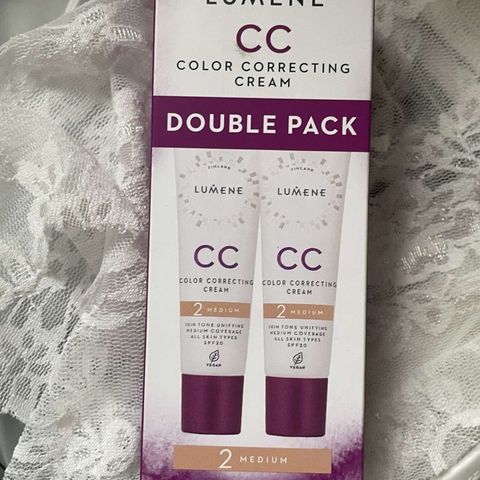 LUMENE
CC
COLOR CORRECTING
CREAM
DOUBLE PACK
FINLAND
LUMENE
CC
COLOR CORRECTING
CREAM
2 MEDIUM
SKIN TONE UNIFYING
MEDIUM COVERAGE
ALL SKIN TYPES
SPF20
VEGAN
FINLAND
LUMENE
CC
COLOR CORRECTING
CREAM
2 MEDIUM
SKIN TONE UNIFYING
MEDIUM COVERAGE
ALL SKIN TYPES
SPF20
VEGAN
2 MEDIUM